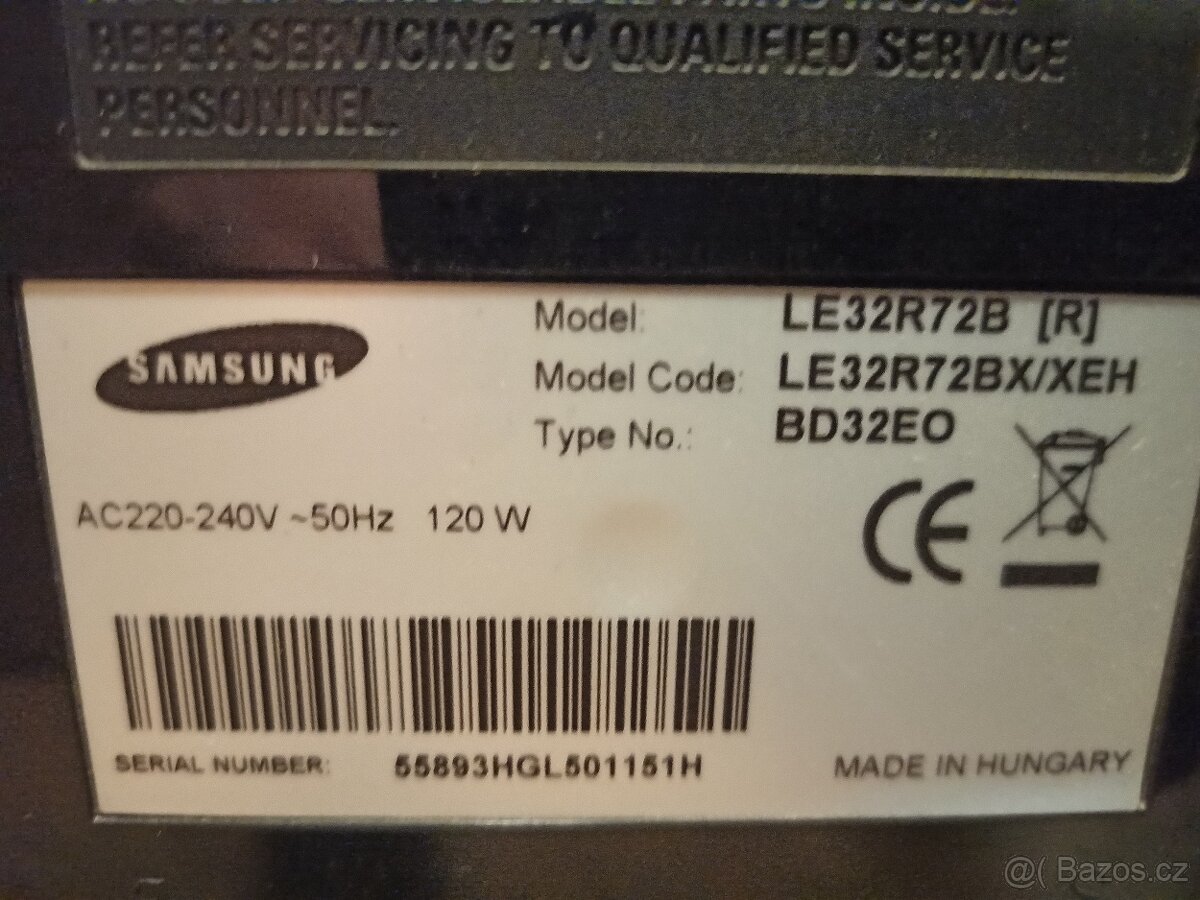 REFER SERVICING TO QUALIFIED SERVICE
PERSONNEL.
SAMSUNG
Model: LE32R72B [R]
Model Code: LE32R72BX/XEH
Type No.: BD32EO
AC220-240V ~50Hz 120 W
CE
SERIAL NUMBER: 55893HGL501151H
MADE IN HUNGARY
@( Bazos.cz